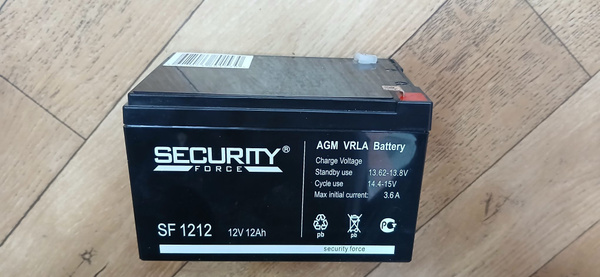 SECURITY®
FORCE
SF 1212 12V 12Ah
AGM VRLA Battery
Charge Voltage
Standby use 13.62-13.8V
Cycle use 14.4-15V
Max initial current: 3.6 A
pb pb
security force